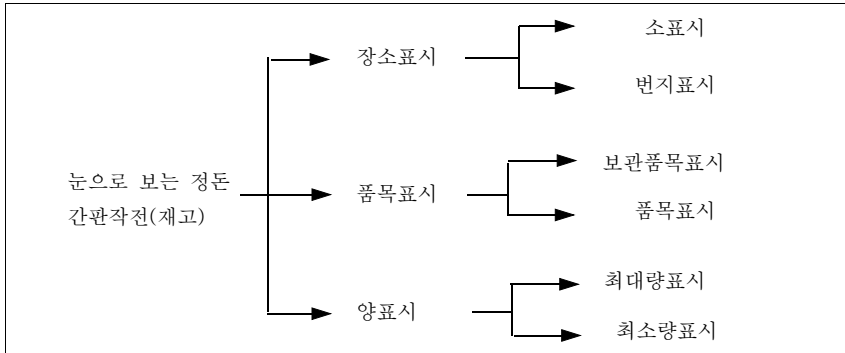 눈으로 보는 정돈
간판작전(재고)
장소표시
소표시
번지표시
품목표시
보관품목표시
품목표시
양표시
최대량표시
최소량표시